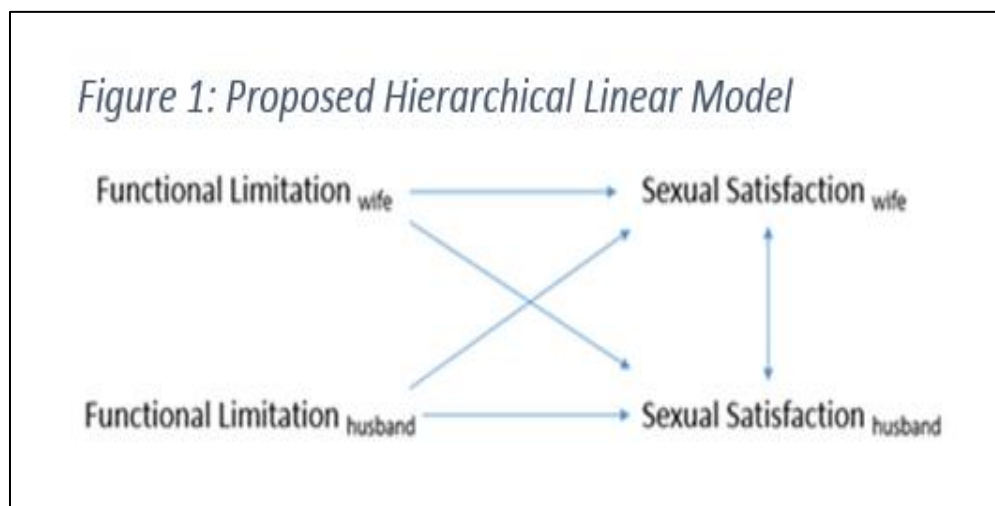 Figure 1: Proposed Hierarchical Linear Model
Functional Limitation wife
Sexual Satisfaction wife
Functional Limitation husband
Sexual Satisfaction husband